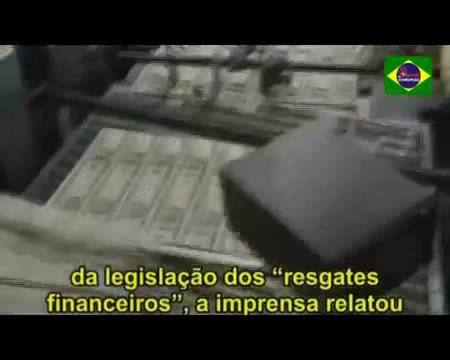 da legislação dos “resgates
financeiros”, a imprensa relatou